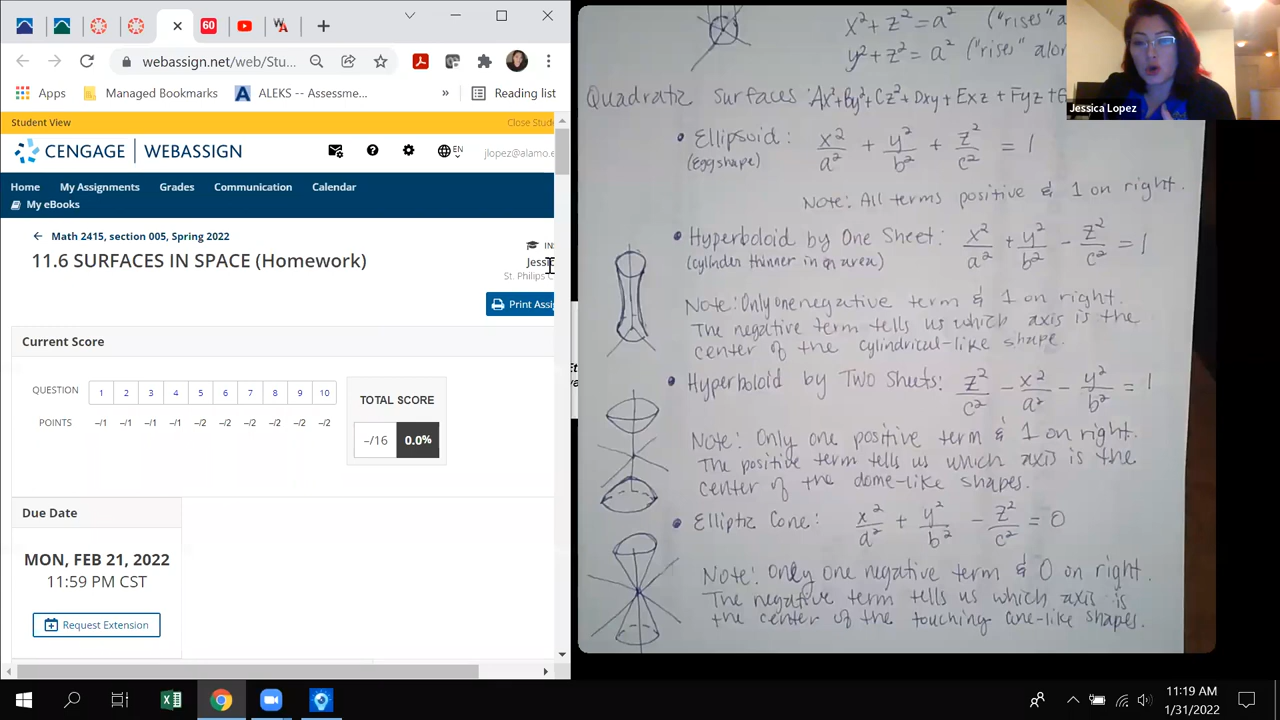 60
webassign.net/web/Stu...
Apps
Managed Bookmarks
ALEKS -- Assessme...
»
Reading list
Student View
Close Stude
CENGAGE | WEBASSIGN
EN
jlopez@alamo.e
Home
My Assignments
Grades
Communication
Calendar
My eBooks
Math 2415, section 005, Spring 2022
11.6 SURFACES IN SPACE (Homework)
INS
Jessic
St. Philips C
Print Assig
Current Score
QUESTION 1 2 3 4 5 6 7 8 9 10
POINTS –/1 –/1 –/1 –/1 –/2 –/2 –/2 –/2 –/2 –/2
TOTAL SCORE
–/16 0.0%
Due Date
MON, FEB 21, 2022
11:59 PM CST
Request Extension
x² + z² = a² ("rises" a
y² + z² = a² ("rises" alon
Quadratic Surfaces: Ax²+By²+Cz²+Dxy+Exz+Fyz+G
• Ellipsoid: x²/a² + y²/b² + z²/c² = 1
(Egg shape)
Note: All terms positive & 1 on right.
• Hyperboloid by One Sheet: x²/a² + y²/b² - z²/c² = 1
(cylinder thinner in an area)
Note: Only one negative term & 1 on right.
The negative term tells us which axis is the
center of the cylindrical-like shape.
• Hyperboloid by Two Sheets: z²/c² - x²/a² - y²/b² = 1
Note: Only one positive term & 1 on right.
The positive term tells us which axis is the
center of the dome-like shapes.
• Elliptic Cone: x²/a² + y²/b² - z²/c² = 0
Note: Only one negative term & 0 on right.
The negative term tells us which axis is
the center of the touching cone-like shapes.
Jessica Lopez
11:19 AM
1/31/2022